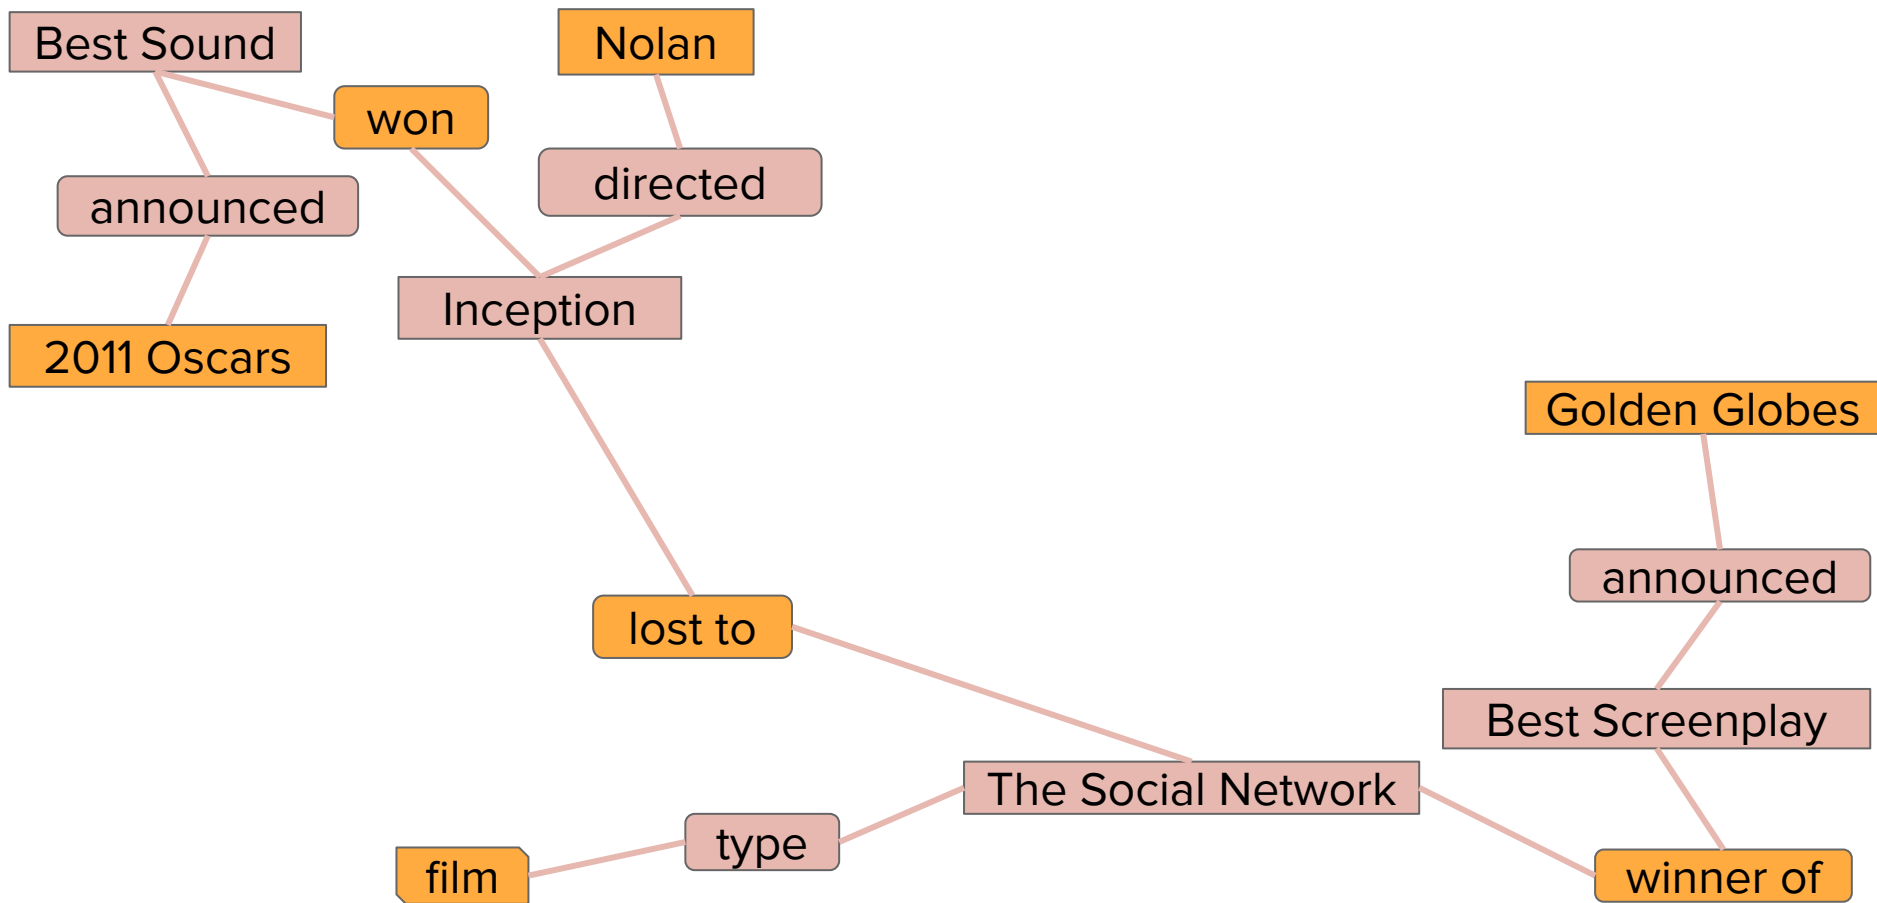 Best Sound
Nolan
won
directed
announced
Inception
2011 Oscars
Golden Globes
announced
lost to
Best Screenplay
The Social Network
type
film
winner of